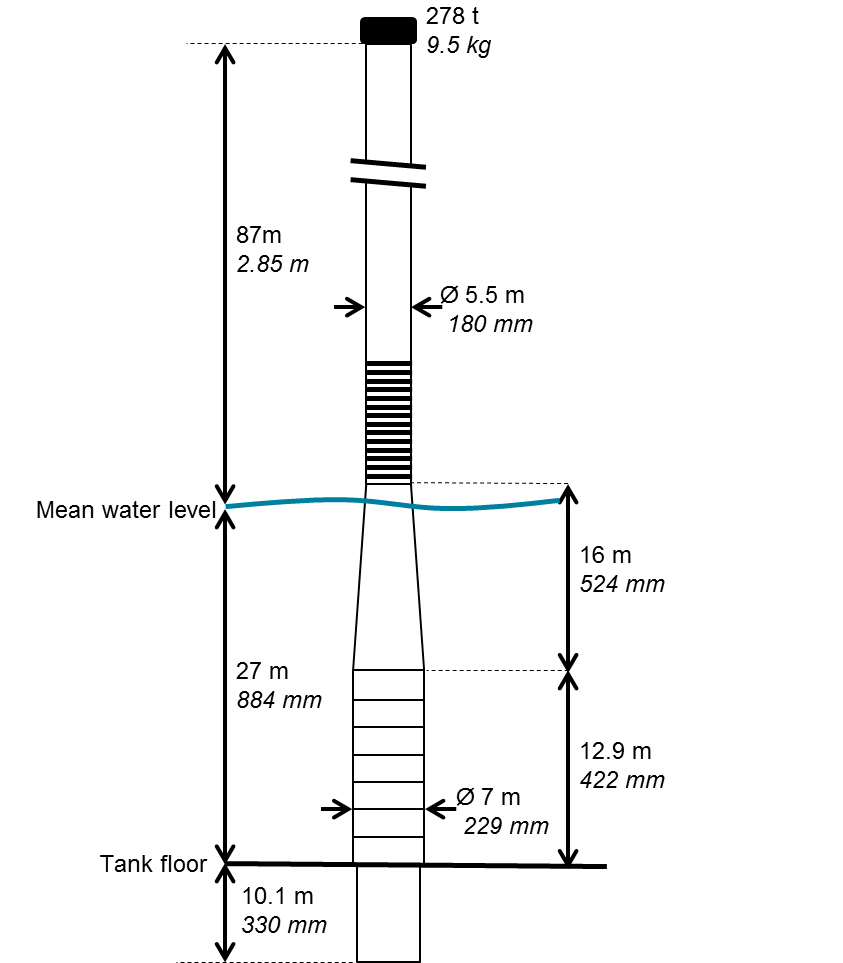 278 t
9.5 kg
87m
2.85 m
Ø 5.5 m
180 mm
Mean water level
16 m
524 mm
27 m
884 mm
12.9 m
422 mm
Ø 7 m
229 mm
Tank floor
10.1 m
330 mm